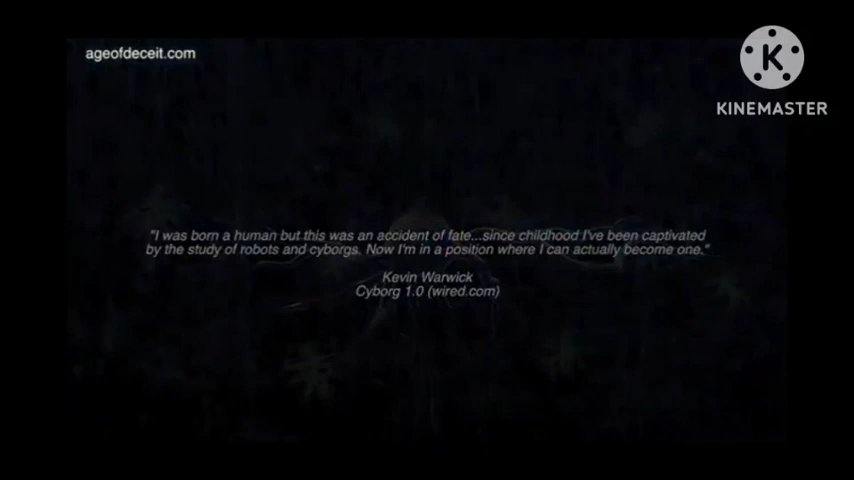 ageofdeceit.com
KINEMASTER
"I was born a human but this was an accident of fate...since childhood I've been captivated
by the study of robots and cyborgs. Now I'm in a position where I can actually become one."
Kevin Warwick
Cyborg 1.0 (wired.com)